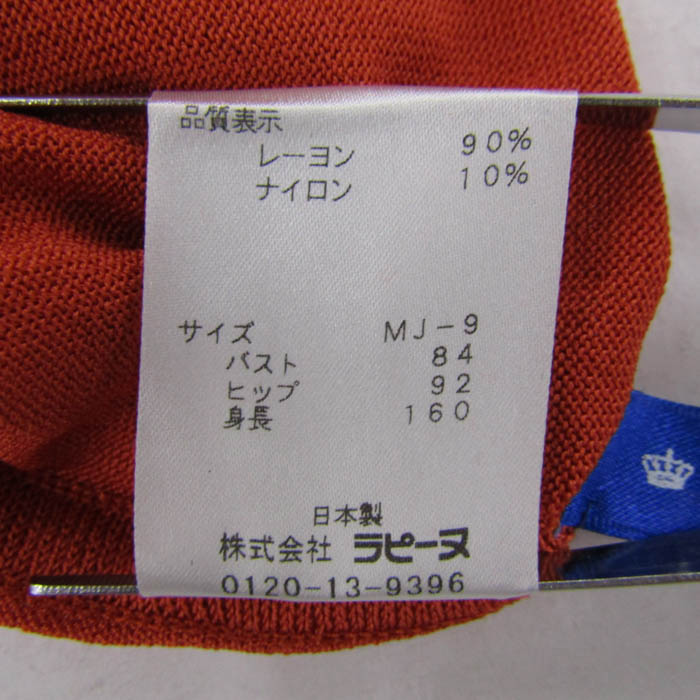 品質表示
レーヨン 90%
ナイロン 10%
サイズ MJ-9
バスト 84
ヒップ 92
身長 160
日本製
株式会社 ラピーヌ
0120-13-9396